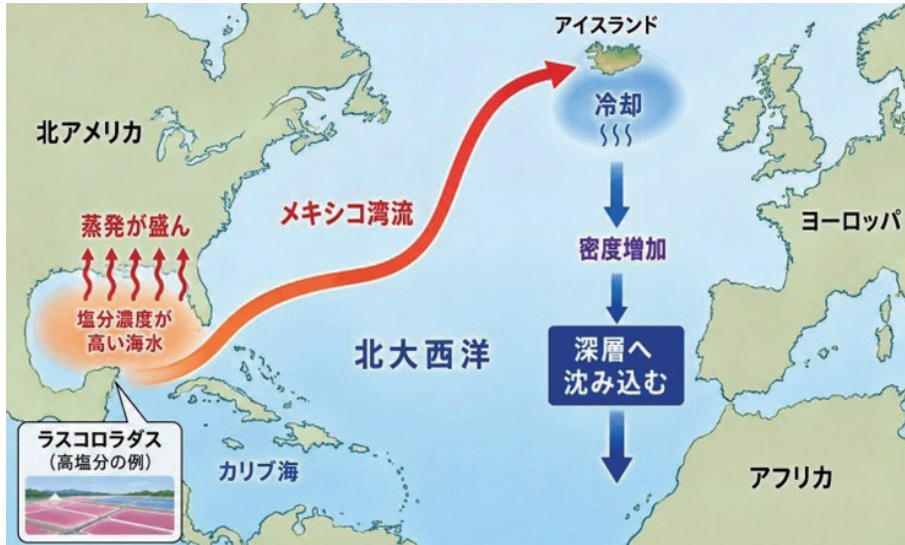 アイスランド
冷却
北アメリカ
メキシコ湾流
蒸発が盛ん
塩分濃度が
高い海水
密度増加
ヨーロッパ
北大西洋
深層へ
沈み込む
ラスコロラダス
(高塩分の例)
カリブ海
アフリカ